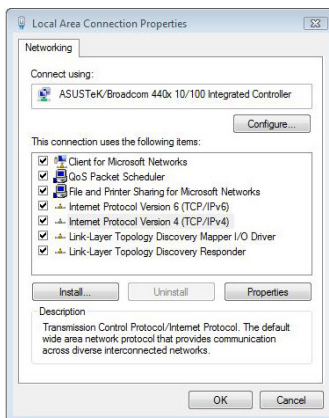 Local Area Connection Properties
Networking
Connect using:
ASUSTeK/Broadcom 440x 10/100 Integrated Controller
Configure...
This connection uses the following items:
Client for Microsoft Networks
QoS Packet Scheduler
File and Printer Sharing for Microsoft Networks
Internet Protocol Version 6 (TCP/IPv6)
Internet Protocol Version 4 (TCP/IPv4)
Link-Layer Topology Discovery Mapper I/O Driver
Link-Layer Topology Discovery Responder
Install... Uninstall Properties
Description
Transmission Control Protocol/Internet Protocol. The default
wide area network protocol that provides communication
across diverse interconnected networks.
OK Cancel